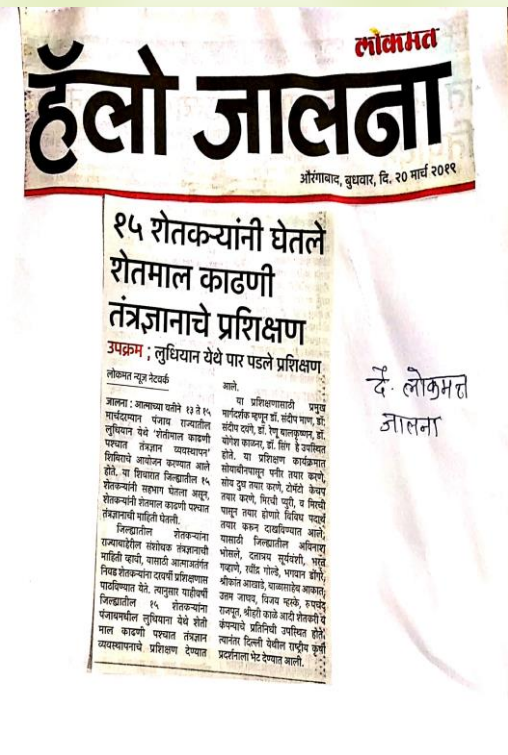 लोकमत
हॅलो जालना
औरंगाबाद, बुधवार, दि. २० मार्च २०१९
१५ शेतकऱ्यांनी घेतले
शेतमाल काढणी
तंत्रज्ञानाचे प्रशिक्षण
उपक्रम ; लुधियान येथे पार पडले प्रशिक्षण
लोकमत न्यूज नेटवर्क
जालना : आत्माच्या वतीने १३ ते १५
मार्चदरम्यान पंजाब राज्यातील
लुधियान येथे 'शेतीमाल काढणी
पश्चात तंत्रज्ञान व्यवस्थापन'
शिबिराचे आयोजन करण्यात आले
होते. या शिबारात जिल्ह्यातील १५
शेतकऱ्यांनी सहभाग घेतला असून,
शेतकऱ्यांनी शेतमाल काढणी पश्चात
तंत्रज्ञानाची माहिती घेतली.
जिल्ह्यातील शेतकऱ्यांना
राज्याबाहेरील संशोधक तंत्रज्ञानाची
माहिती व्हावी, यासाठी आत्माअंतर्गत
निवड शेतकऱ्यांना दरवर्षी प्रशिक्षणास
पाठविण्यात येते. त्यानुसार याहीवर्षी
जिल्ह्यातील १५ शेतकऱ्यांना
पंजाबमधील लुधियाना येथे शेती
माल काढणी पश्चात तंत्रज्ञान
व्यवस्थापनाचे प्रशिक्षण देण्यात
आले.
या प्रशिक्षणासाठी प्रमुख
मार्गदर्शक म्हणून डॉ. संदीप माण, डॉ.
संदीप दवंगे, डॉ. रेणू बालकृष्णन, डॉ.
योगेश काळना, डॉ. सिंग हे उपस्थित
होते. या प्रशिक्षण कार्यक्रमात
सोयाबीनपासून पनीर तयार करणे,
सोय दुध तयार करणे, टोमॅटो केचप
तयार करणे, मिरची प्युरी, व मिरची
पासून तयार होणारे विविध पदार्थ
तयार करून दाखविण्यात आले,
यासाठी जिल्ह्यातील अविनाश
भोसले, दत्तात्रय सूर्यवंशी, भरत
गव्हाणे, रवींद्र गोल्डे, भगवान डोंगरे,
श्रीकांत आखाडे, बाळासाहेब आकात,
उत्तम जाधव, विजय म्हस्के, रुपचंद
राजपूत, श्रीहरी काळे आदी शेतकरी व
कंपन्याचे प्रतिनिधी उपस्थित होते,
त्यानंतर दिल्ली येथील राष्ट्रीय कृषी
प्रदर्शनाला भेट देण्यात आली.
दै. लोकमत
जालना